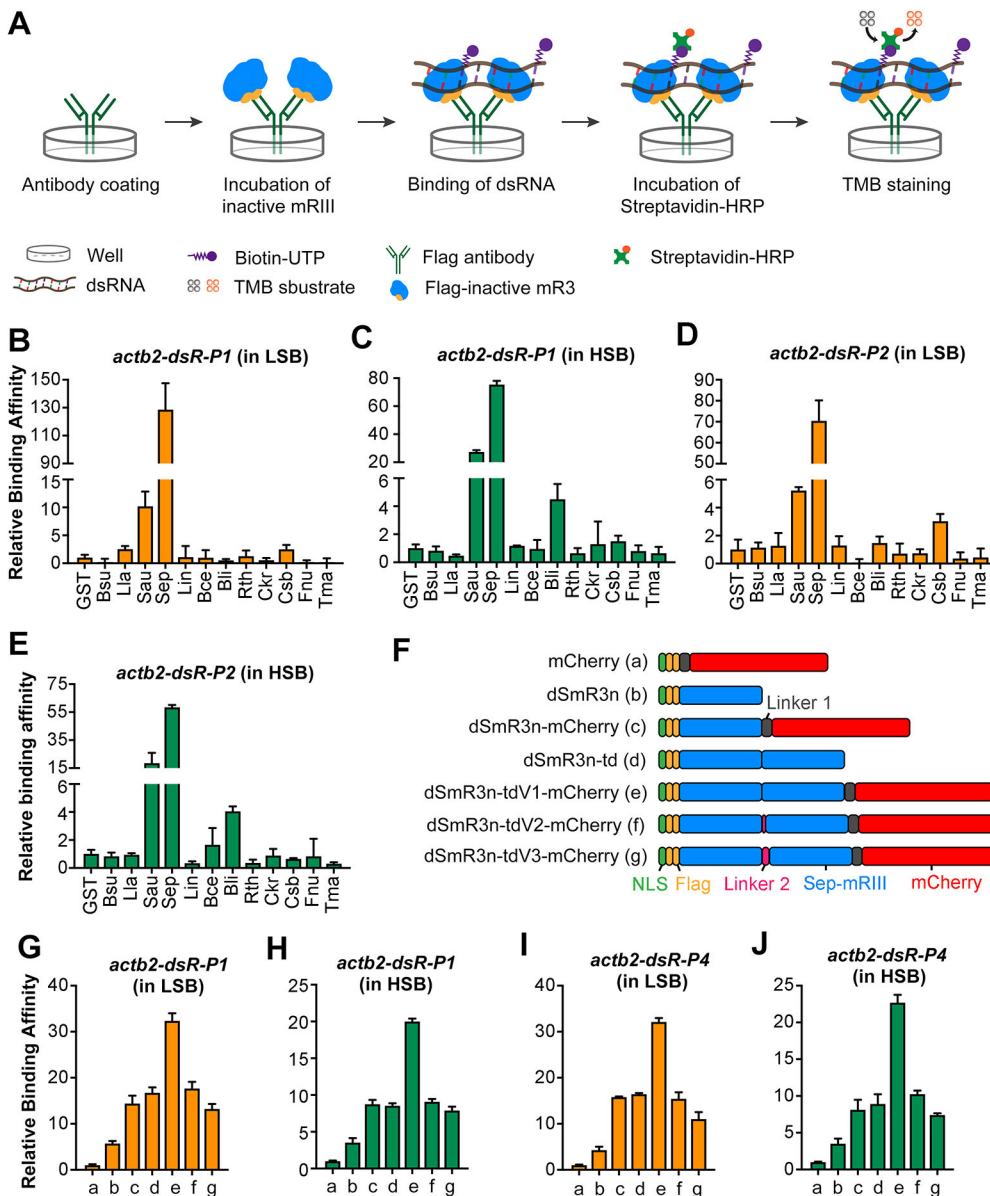 A
Antibody coating
Incubation of
inactive mRIII
Binding of dsRNA
Incubation of
Streptavidin-HRP
TMB staining
Well
Biotin-UTP
Flag antibody
Streptavidin-HRP
dsRNA
TMB sbustrate
Flag-inactive mR3
B
actb2-dsR-P1 (in LSB)
Relative Binding Affinity
150
130
110
90
15
10
5
0
GST
Bsu
Lla
Sau
Sep
Lin
Bce
Bli
Rth
Ckr
Csb
Fnu
Tma
C
actb2-dsR-P1 (in HSB)
80
60
40
20
6
4
2
0
GST
Bsu
Lla
Sau
Sep
Lin
Bce
Bli
Rth
Ckr
Csb
Fnu
Tma
D
actb2-dsR-P2 (in LSB)
90
80
70
60
50
6
4
2
0
GST
Bsu
Lla
Sau
Sep
Lin
Bce
Bli
Rth
Ckr
Csb
Fnu
Tma
E
actb2-dsR-P2 (in HSB)
Relative binding affinity
75
55
35
15
6
4
2
0
GST
Bsu
Lla
Sau
Sep
Lin
Bce
Bli
Rth
Ckr
Csb
Fnu
Tma
F
mCherry (a)
dSmR3n (b)
Linker 1
dSmR3n-mCherry (c)
dSmR3n-td (d)
dSmR3n-tdV1-mCherry (e)
dSmR3n-tdV2-mCherry (f)
dSmR3n-tdV3-mCherry (g)
NLS Flag Linker 2 Sep-mRIII mCherry
G
actb2-dsR-P1
(in LSB)
Relative Binding Affinity
40
30
20
10
0
a b c d e f g
H
actb2-dsR-P1
(in HSB)
25
20
15
10
5
0
a b c d e f g
I
actb2-dsR-P4
(in LSB)
40
30
20
10
0
a b c d e f g
J
actb2-dsR-P4
(in HSB)
25
20
15
10
5
0
a b c d e f g